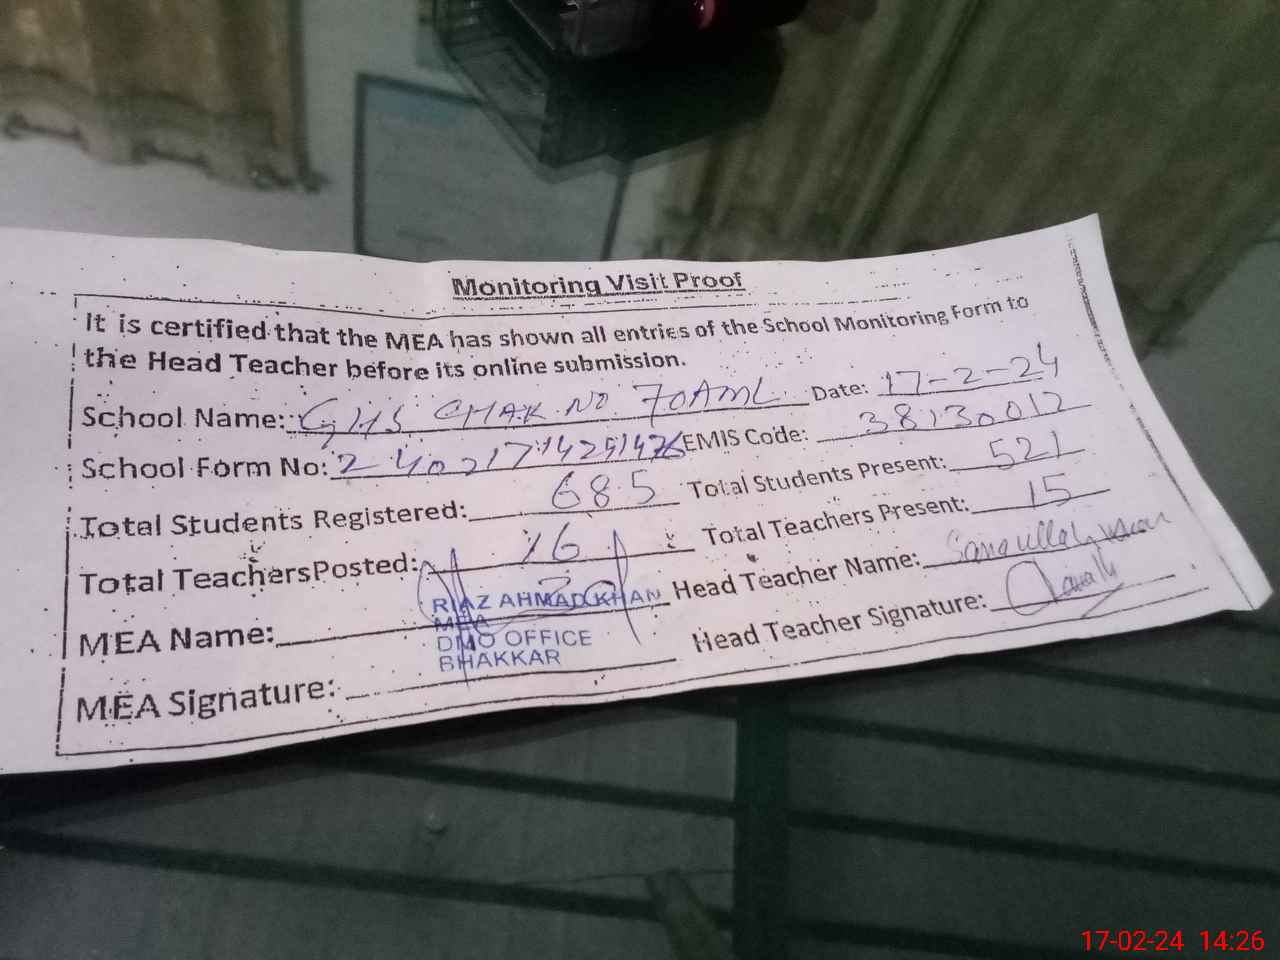 Monitoring Visit Proof
It is certified that the MEA has shown all entries of the School Monitoring Form to
the Head Teacher before its online submission.
School Name: GHS CHAK NO 70AML Date: 17-2-24
School Form No: EMIS Code: 38130012
Total Students Registered: 685 Total Students Present: 521
Total Teachers Posted: 16 Total Teachers Present: 15
MEA Name: RIAZ AHMAD KHAN Head Teacher Name: Sanaullah
MEA
DMO OFFICE
BHAKKAR
MEA Signature: Head Teacher Signature:
17-02-24 14:26